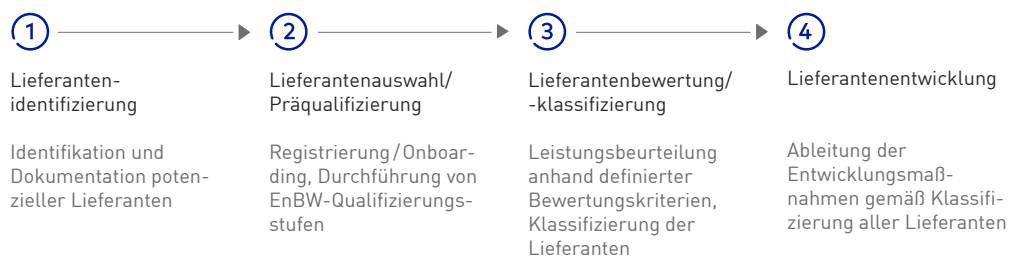 1
Lieferanten-
identifizierung
Identifikation und
Dokumentation poten-
zieller Lieferanten
2
Lieferantenauswahl/
Präqualifizierung
Registrierung/Onboar-
ding, Durchführung von
EnBW-Qualifizierungs-
stufen
3
Lieferantenbewertung/
-klassifizierung
Leistungsbeurteilung
anhand definierter
Bewertungskriterien,
Klassifizierung der
Lieferanten
4
Lieferantenentwicklung
Ableitung der
Entwicklungsmaß-
nahmen gemäß Klassifi-
zierung aller Lieferanten